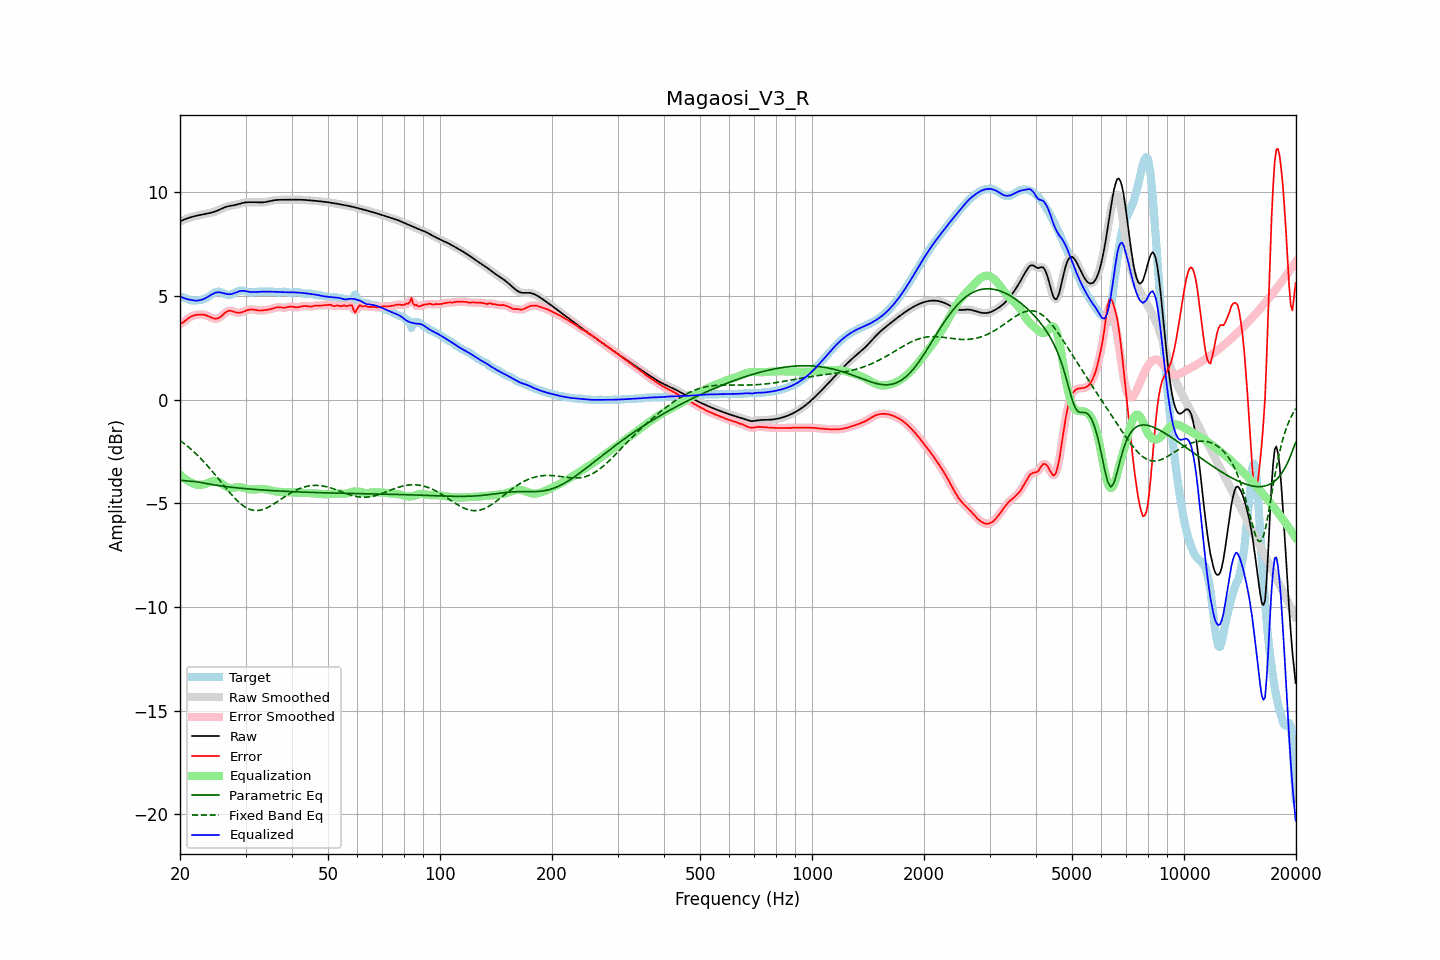 Magaosi_V3_R
Amplitude (dBr)
10
5
0
−5
−10
−15
−20
Target
Raw Smoothed
Error Smoothed
Raw
Error
Equalization
Parametric Eq
Fixed Band Eq
Equalized
20 50 100 200 500 1000 2000 5000 10000 20000
Frequency (Hz)